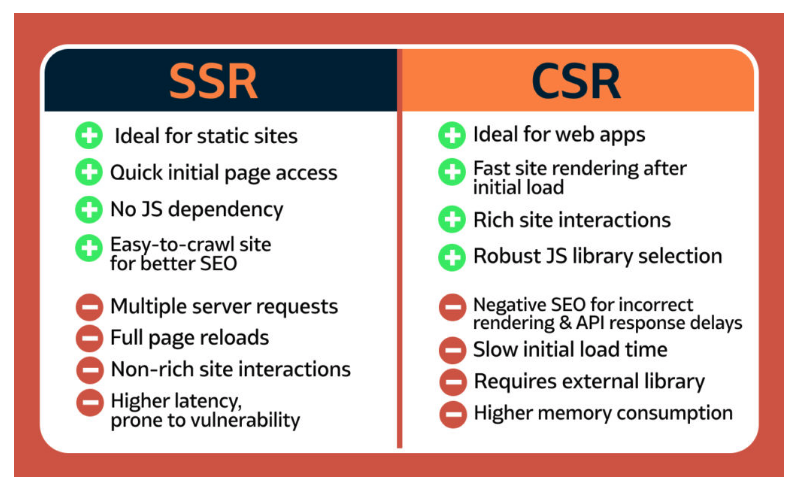 SSR
Ideal for static sites
Quick initial page access
No JS dependency
Easy-to-crawl site
for better SEO
Multiple server requests
Full page reloads
Non-rich site interactions
Higher latency,
prone to vulnerability
CSR
Ideal for web apps
Fast site rendering after
initial load
Rich site interactions
Robust JS library selection
Negative SEO for incorrect
rendering & API response delays
Slow initial load time
Requires external library
Higher memory consumption